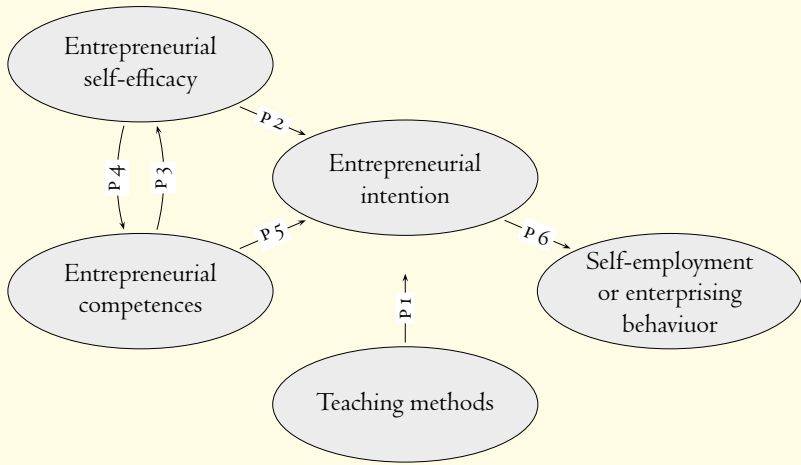 Entrepreneurial
self-efficacy
P 2
Entrepreneurial
intention
P 4
P 3
P 5
P 6
Entrepreneurial
competences
Self-employment
or enterprising
behaviuor
P 1
Teaching methods